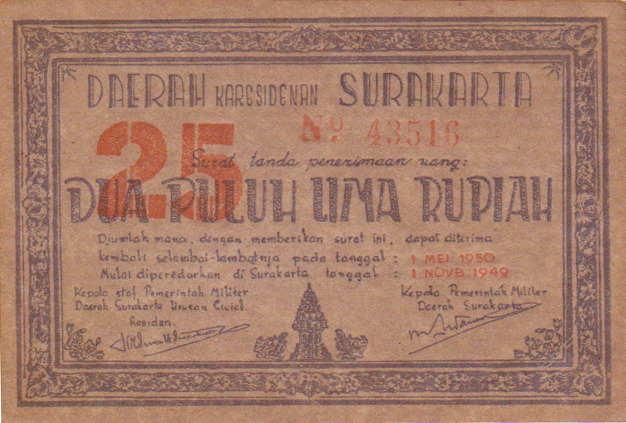 DAERAH KARESIDENAN SURAKARTA
25
No 43516
Surat tanda penerimaan uang:
DUA PULUH LIMA RUPIAH
Djumlah mana, dengan memberikan surat ini, dapat diterima
kembali selambat-lambatnja pada tanggal : 1 MEI 1950
Mulai diperedarkan di Surakarta tanggal : 1 NOVB. 1949
Kepala staf Pemerintah Militer
Daerah Surakarta Urusan Civiel.
Residen.
Kepala Pemerintah Militer
Daerah Surakarta